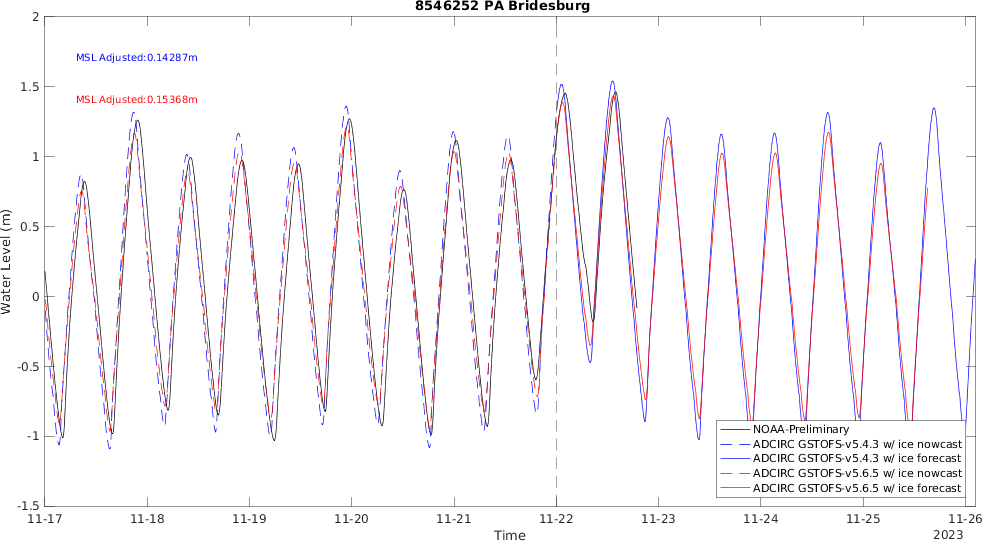 8546252 PA Bridesburg
2
1.5
1
0.5
0
-0.5
-1
-1.5
Water Level (m)
MSL Adjusted:0.14287m
MSL Adjusted:0.15368m
NOAA-Preliminary
ADCIRC GSTOFS-v5.4.3 w/ ice nowcast
ADCIRC GSTOFS-v5.4.3 w/ ice forecast
ADCIRC GSTOFS-v5.6.5 w/ ice nowcast
ADCIRC GSTOFS-v5.6.5 w/ ice forecast
11-17 11-18 11-19 11-20 11-21 11-22 11-23 11-24 11-25 11-26
Time
2023